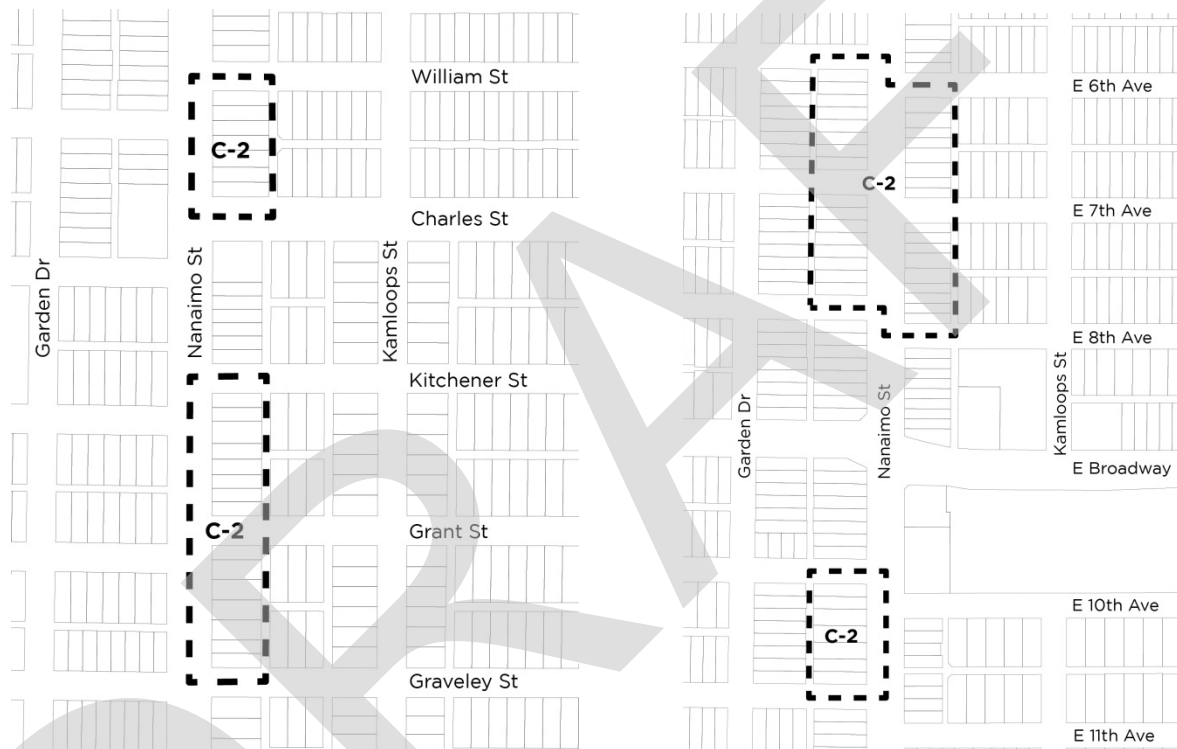 William St
C-2
Charles St
Garden Dr
Nanaimo St
Kamloops St
Kitchener St
C-2
Grant St
Graveley St
E 6th Ave
C-2
E 7th Ave
E 8th Ave
Garden Dr
Nanaimo St
Kamloops St
E Broadway
E 10th Ave
C-2
E 11th Ave
DRAF